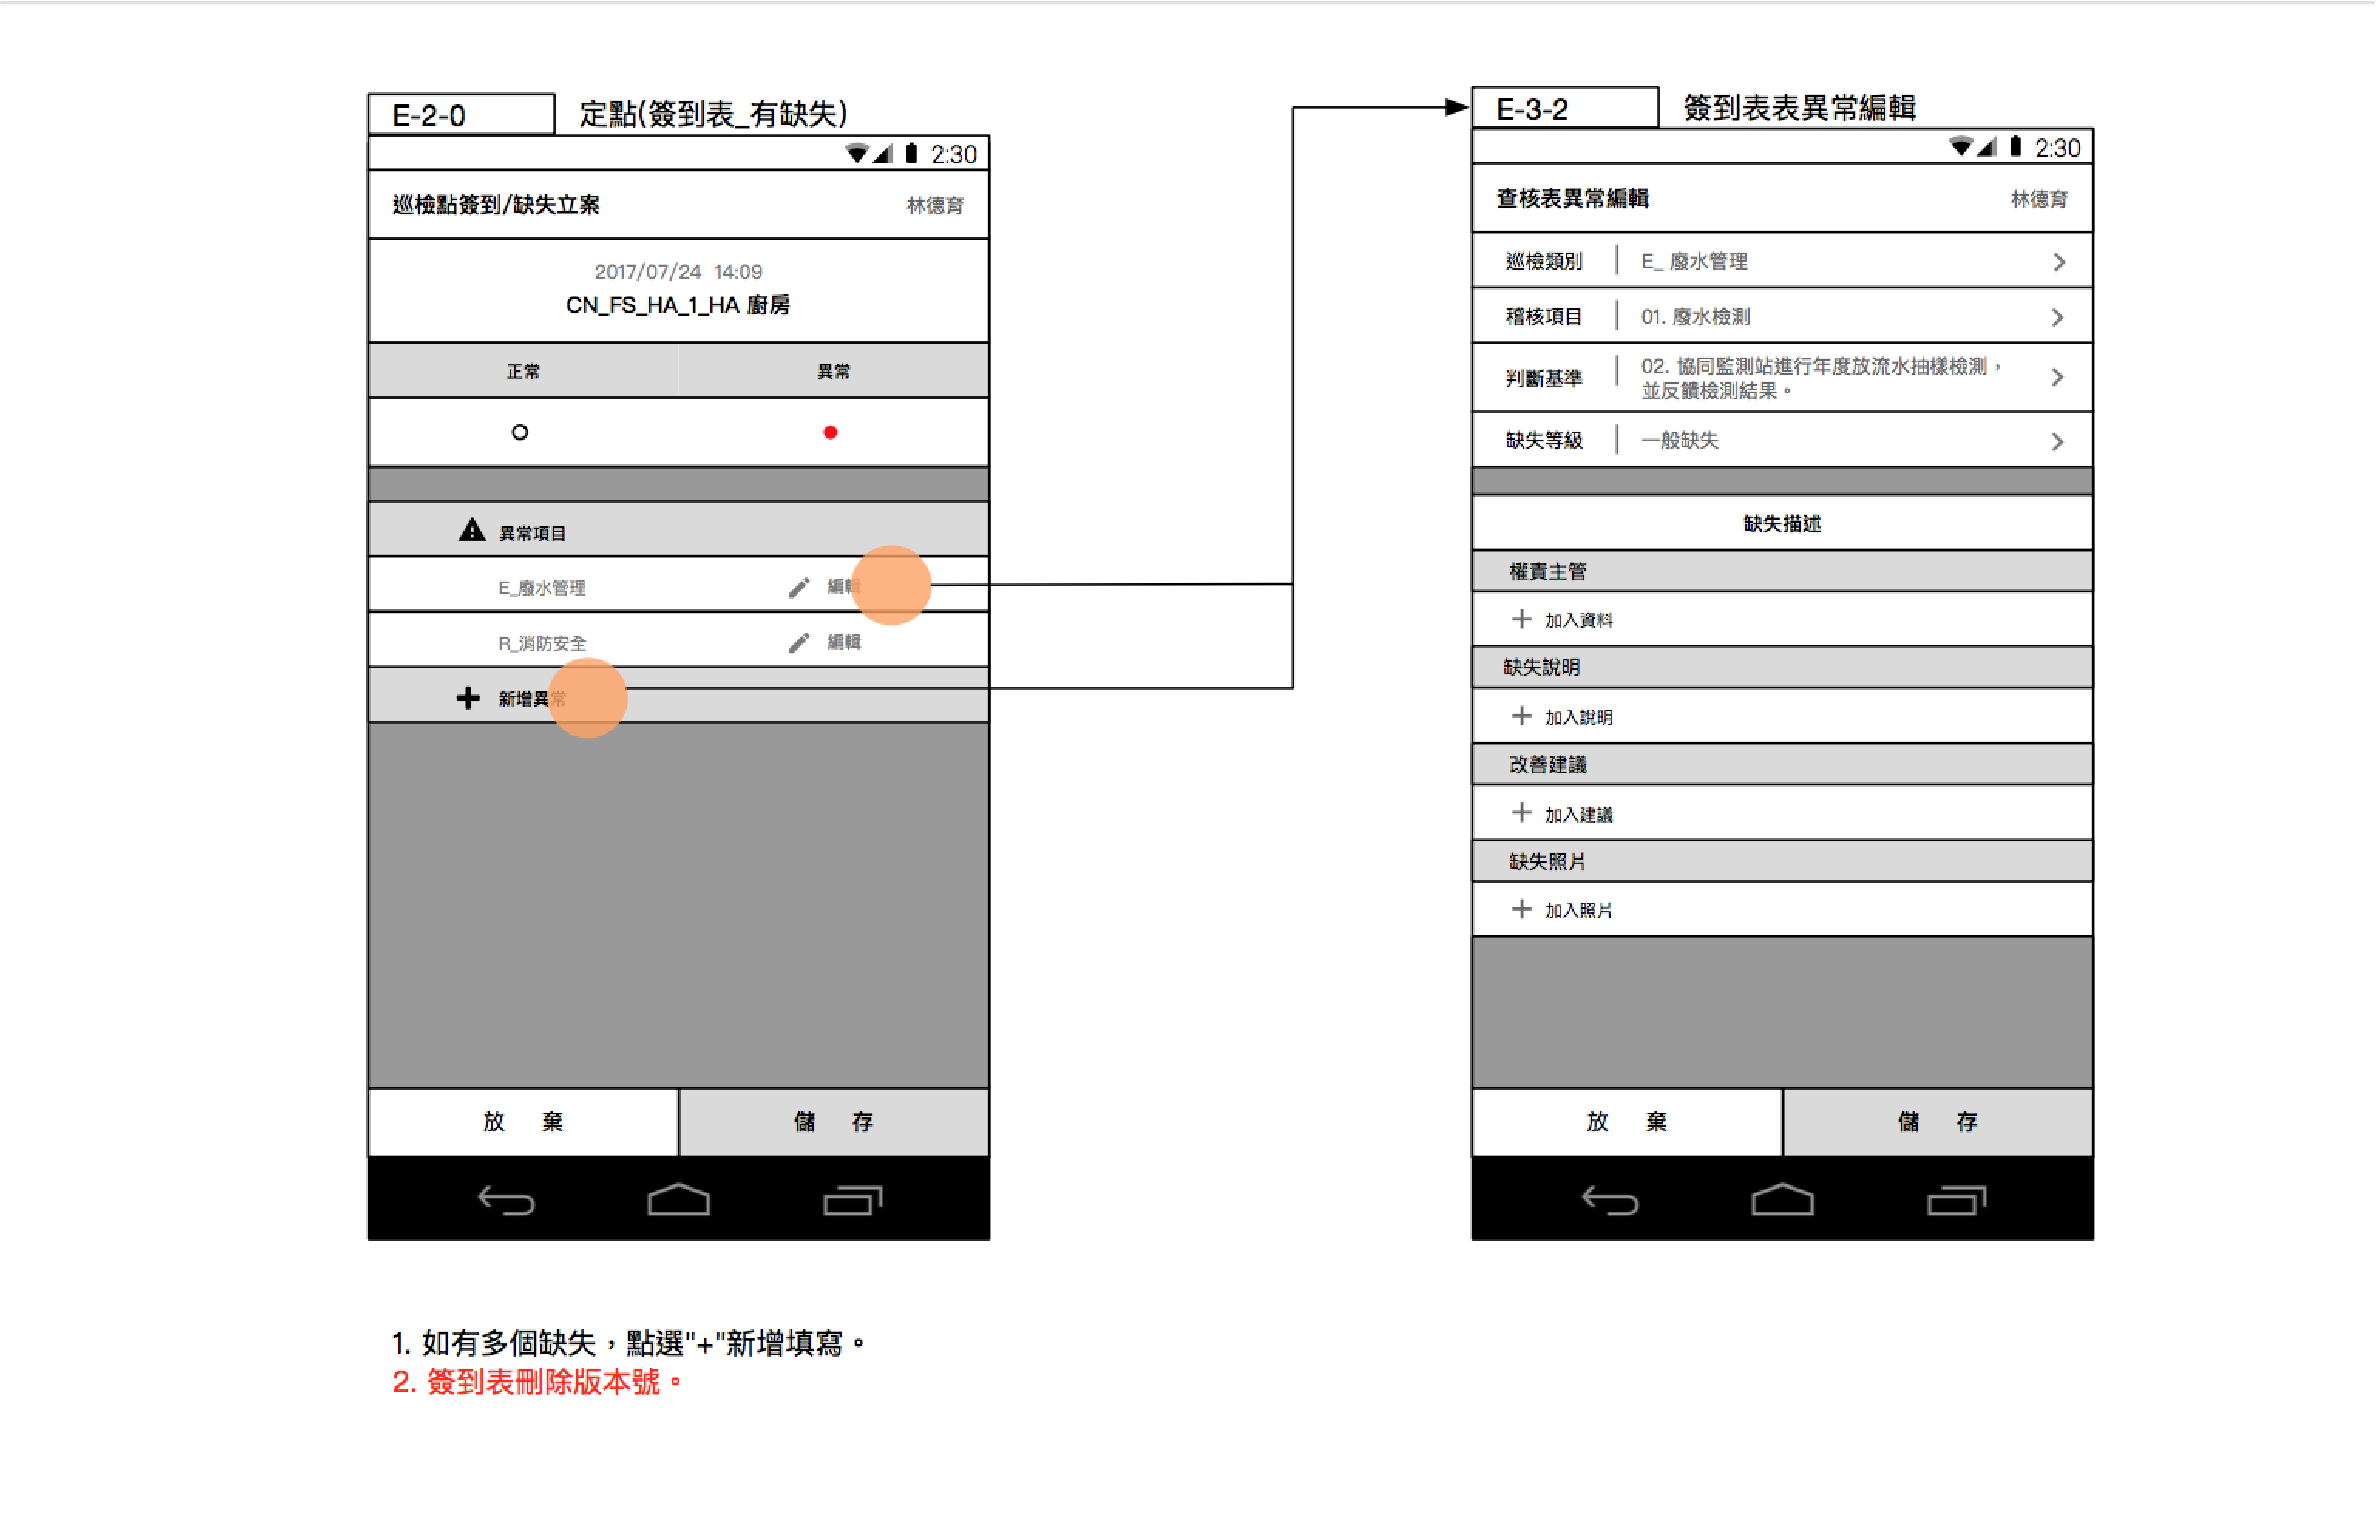 E-2-0
定點(簽到表_有缺失)
2:30
巡檢點簽到/缺失立案
林德育
2017/07/24 14:09
CN_FS_HA_1_HA 廚房
正常
異常
異常項目
E_廢水管理
編輯
R_消防安全
編輯
新增異常
放 棄
儲 存
1. 如有多個缺失，點選"+"新增填寫。
2. 簽到表刪除版本號。
E-3-2
簽到表表異常編輯
2:30
查核表異常編輯
林德育
巡檢類別
E_ 廢水管理
稽核項目
01. 廢水檢測
判斷基準
02. 協同監測站進行年度放流水抽樣檢測，
並反饋檢測結果。
缺失等級
一般缺失
缺失描述
權責主管
加入資料
缺失說明
加入說明
改善建議
加入建議
缺失照片
加入照片
放 棄
儲 存